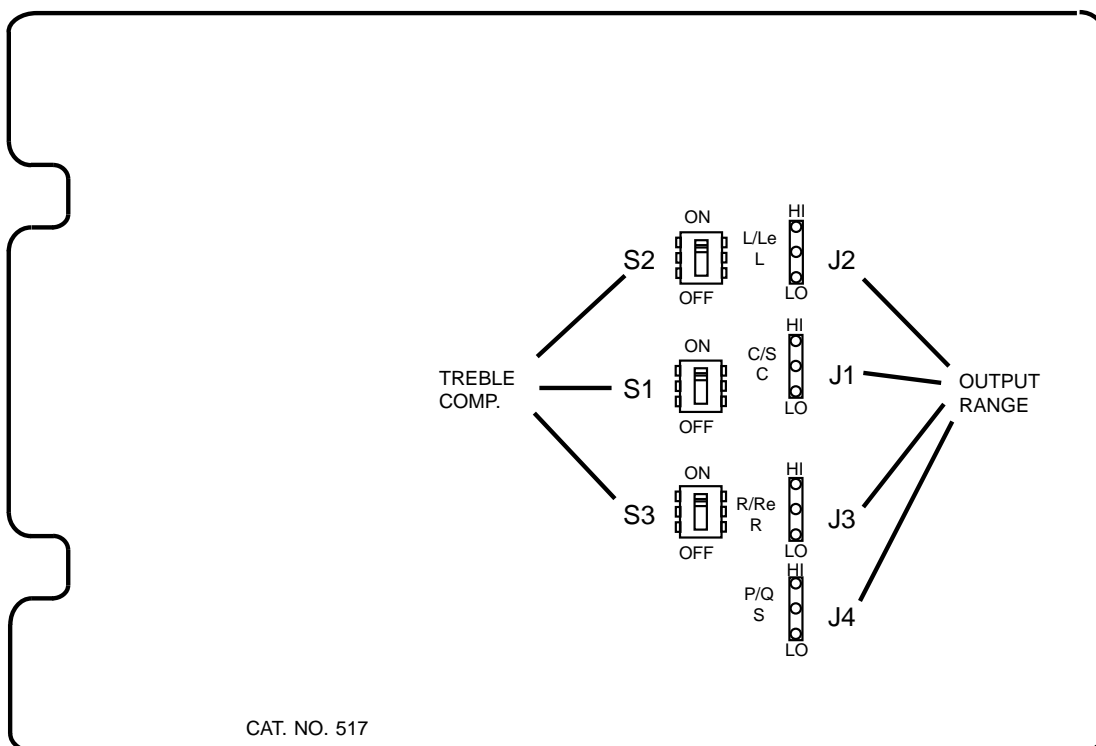 ON
S2
OFF
L/Le
L
HI
LO
J2
ON
S1
OFF
C/S
C
HI
LO
J1
TREBLE
COMP.
OUTPUT
RANGE
ON
S3
OFF
R/Re
R
HI
LO
J3
P/Q
S
HI
LO
J4
CAT. NO. 517